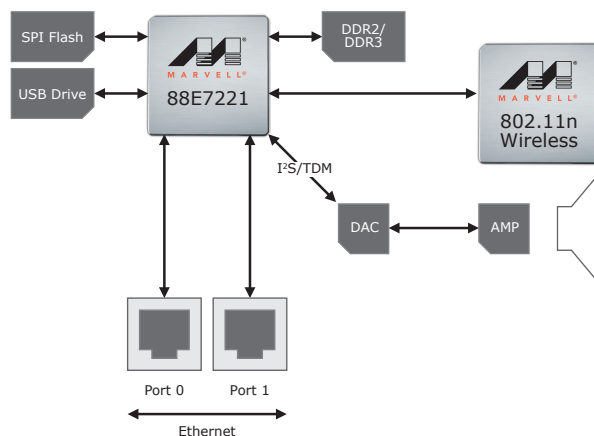 SPI Flash
USB Drive
MARVELL®
88E7221
DDR2/
DDR3
MARVELL®
802.11n
Wireless
I²S/TDM
DAC
AMP
Port 0
Port 1
Ethernet